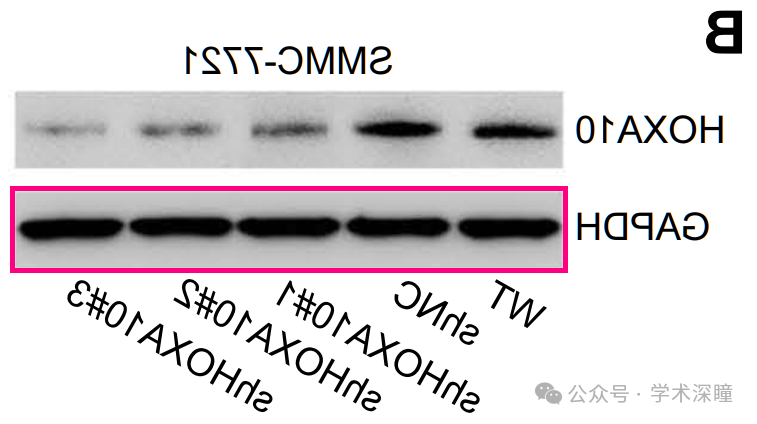 B
SMMC-7721
HOXA10
GAPDH
WT
shNC
shHOXA10#1
shHOXA10#2
shHOXA10#3
公众号 · 学术深瞳